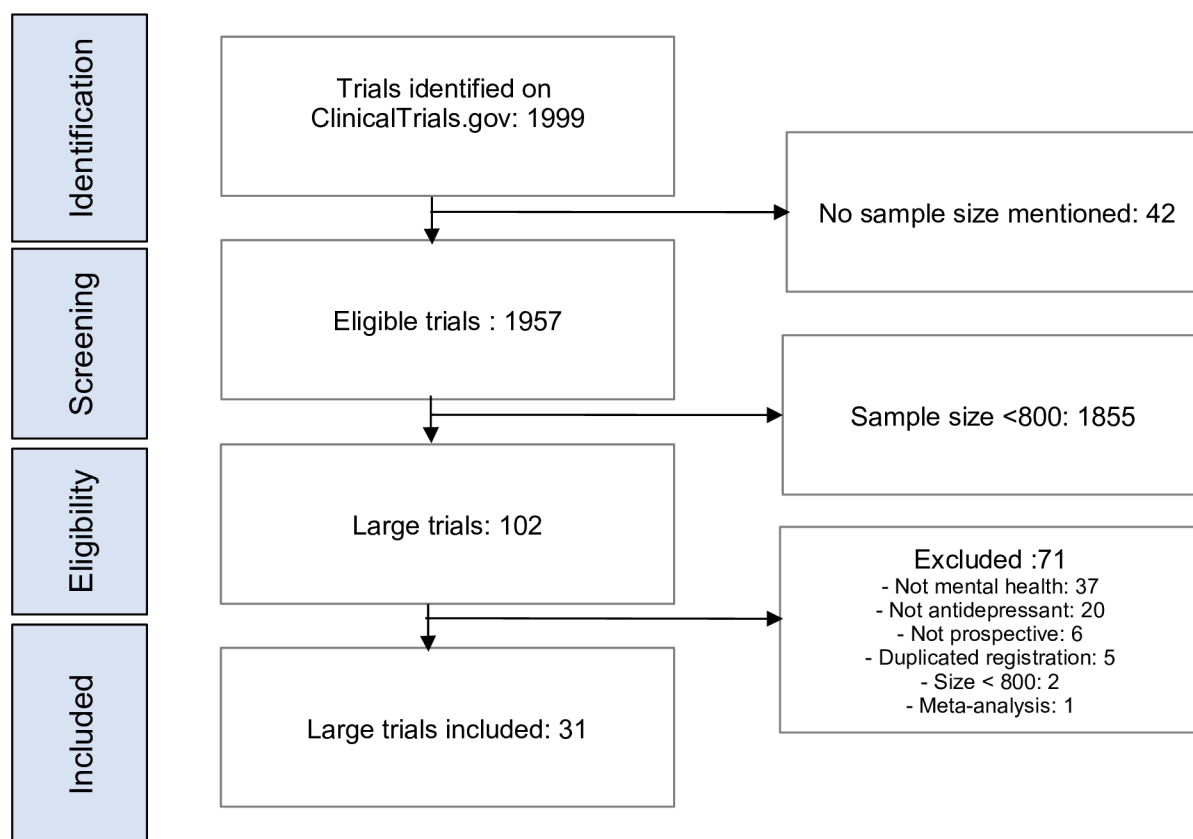 Identification
Trials identified on
ClinicalTrials.gov: 1999
No sample size mentioned: 42
Screening
Eligible trials : 1957
Sample size <800: 1855
Eligibility
Large trials: 102
Excluded :71
- Not mental health: 37
- Not antidepressant: 20
- Not prospective: 6
- Duplicated registration: 5
- Size < 800: 2
- Meta-analysis: 1
Included
Large trials included: 31